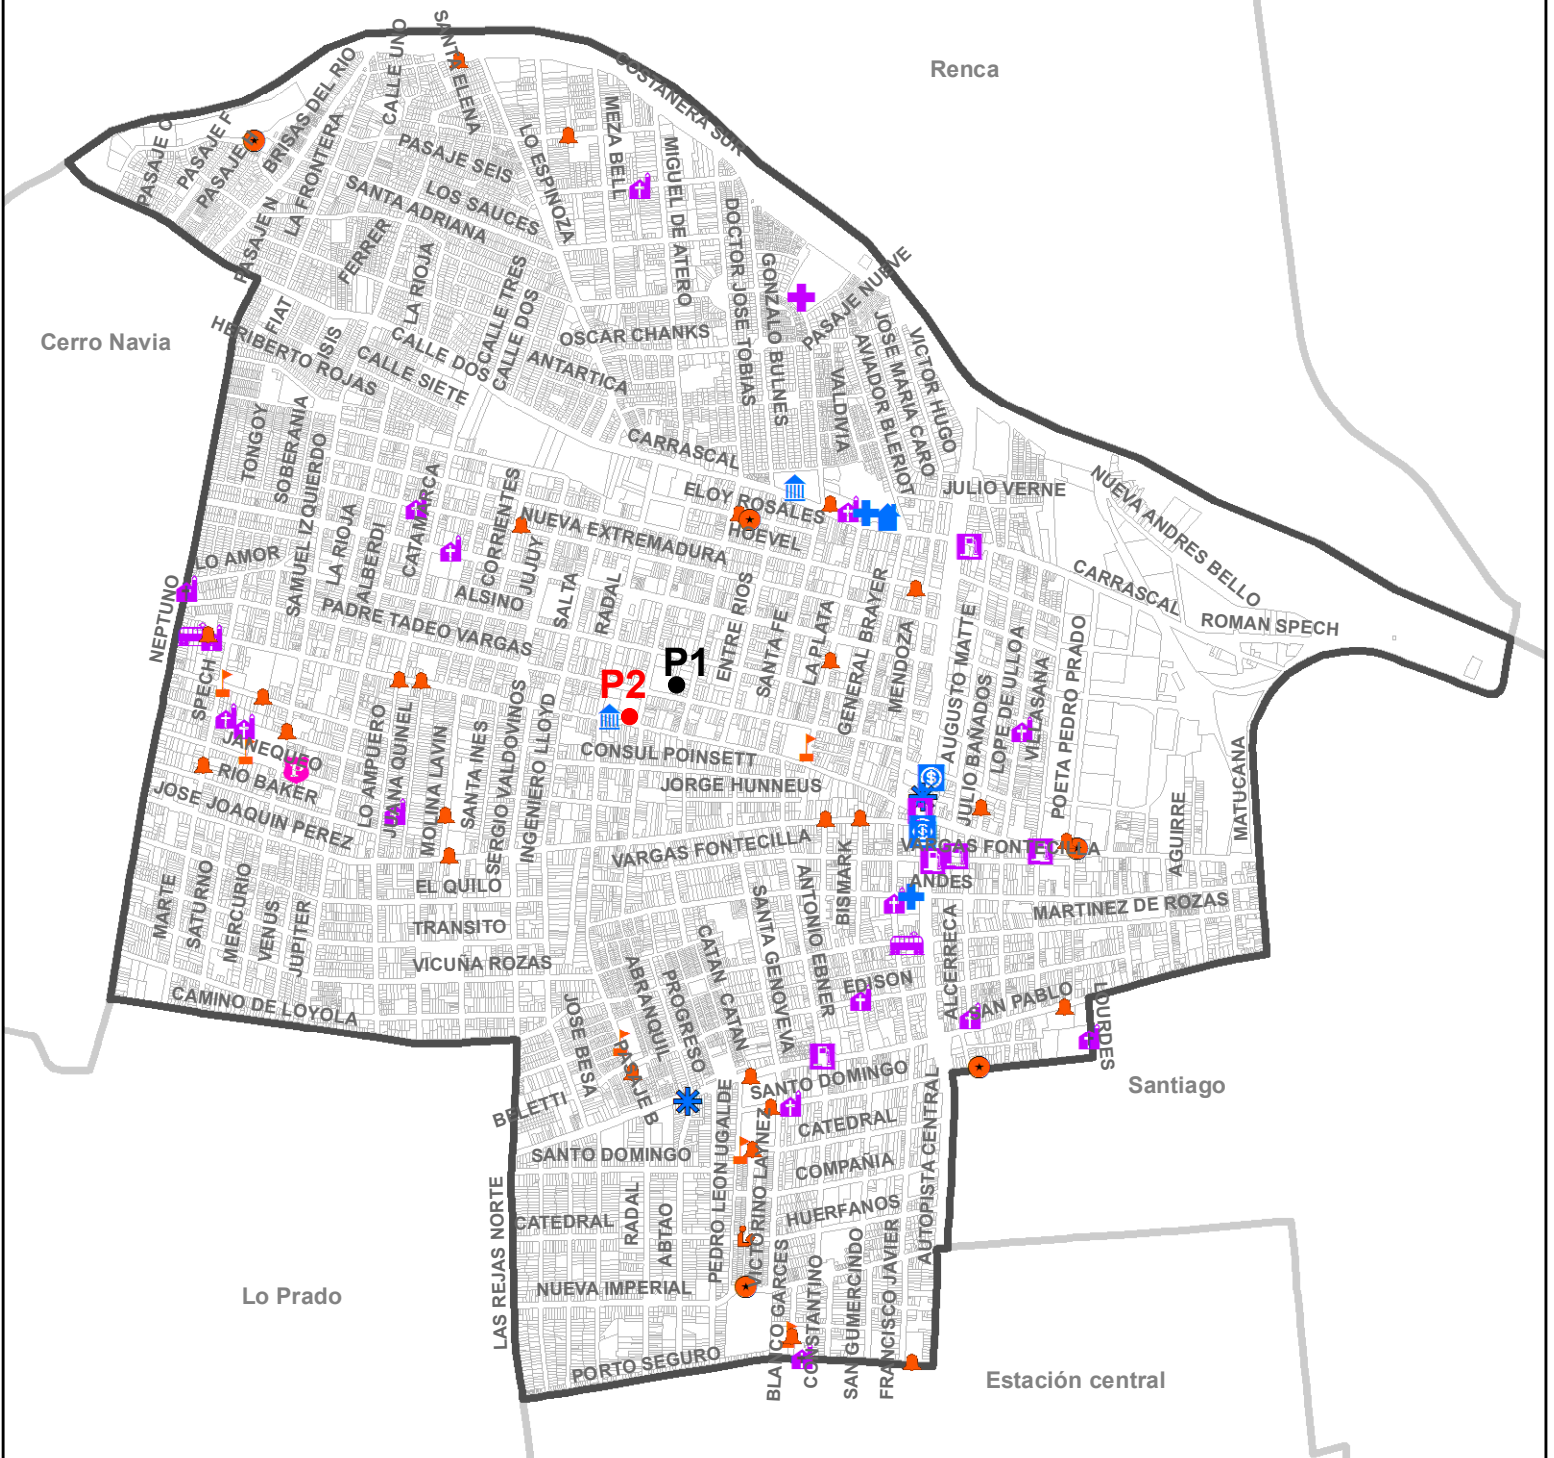 Renca
Cerro Navia
Lo Prado
Santiago
Estación central
P1
P2
COSTANERA SUR
SANTA ELENA
CALLE UNO
BRISAS DEL RIO
PASAJE F
LA FRONTERA
PASAJE N
PASAJE SEIS
LOS SAUCES
SANTA ADRIANA
LO ESPINOZA
MEZA BELL
MIGUEL DE ATERO
DOCTOR JOSE TOBIAS
GONZALO BULNES
PASAJE NUEVE
FERRER
LA RIOJA
FIAT
ISIS
HERIBERTO ROJAS
CALLE TRES
CALLE DOS
CALLE DOS
CALLE SIETE
ANTARTICA
OSCAR CHANKS
VALDIVIA
AVIADOR BLERIOT
JOSE MARIA CARO
VICTOR HUGO
TONGOY
SOBERANIA
SAMUEL IZQUIERDO
LA RIOJA
ALBERDI
CATAMARCA
CORRIENTES
JUJUY
CARRASCAL
ELOY ROSALES
HOEVEL
NUEVA EXTREMADURA
JULIO VERNE
NUEVA ANDRES BELLO
CARRASCAL
ROMAN SPECH
LO AMOR
NEPTUNO
PADRE TADEO VARGAS
ALSINO
SALTA
RADAL
ENTRE RIOS
SANTA FE
LA PLATA
GENERAL BRAYER
MENDOZA
AUGUSTO MATTE
JULIO BAÑADOS
LOPE DE ULLOA
VILLASANA
POETA PEDRO PRADO
SPECH
JANEQUEO
RIO BAKER
JOSE JOAQUIN PEREZ
LO AMPUERO
JUANA QUINEL
MOLINA LAVIN
SANTA INES
SERGIO VALDOVINOS
INGENIERO LLOYD
CONSUL POINSETT
JORGE HUNNEUS
VARGAS FONTECILLA
VARGAS FONTECILLA
AGUIRRE
MATUCANA
MARTE
SATURNO
MERCURIO
VENUS
JUPITER
EL QUILO
TRANSITO
VICUÑA ROZAS
CAMINO DE LOYOLA
SANTA GENOVEVA
ANTONIO EBNER
BISMARK
ANDES
MARTINEZ DE ROZAS
ALCERRECA
EDISON
SAN PABLO
LOURDES
CATAN CATAN
PROGRESO
ABRANQUIL
JOSE BESA
PASAJE B
BELETTI
SANTO DOMINGO
SANTO DOMINGO
CATEDRAL
COMPAÑIA
HUERFANOS
CATEDRAL
RADAL
ABTAO
PEDRO LEON UGALDE
VICTORINO LAYNEZ
AUTOPISTA CENTRAL
LAS REJAS NORTE
NUEVA IMPERIAL
PORTO SEGURO
BLANCO GARCES
CONSTANTINO
SAN GUMERCINDO
FRANCISCO JAVIER